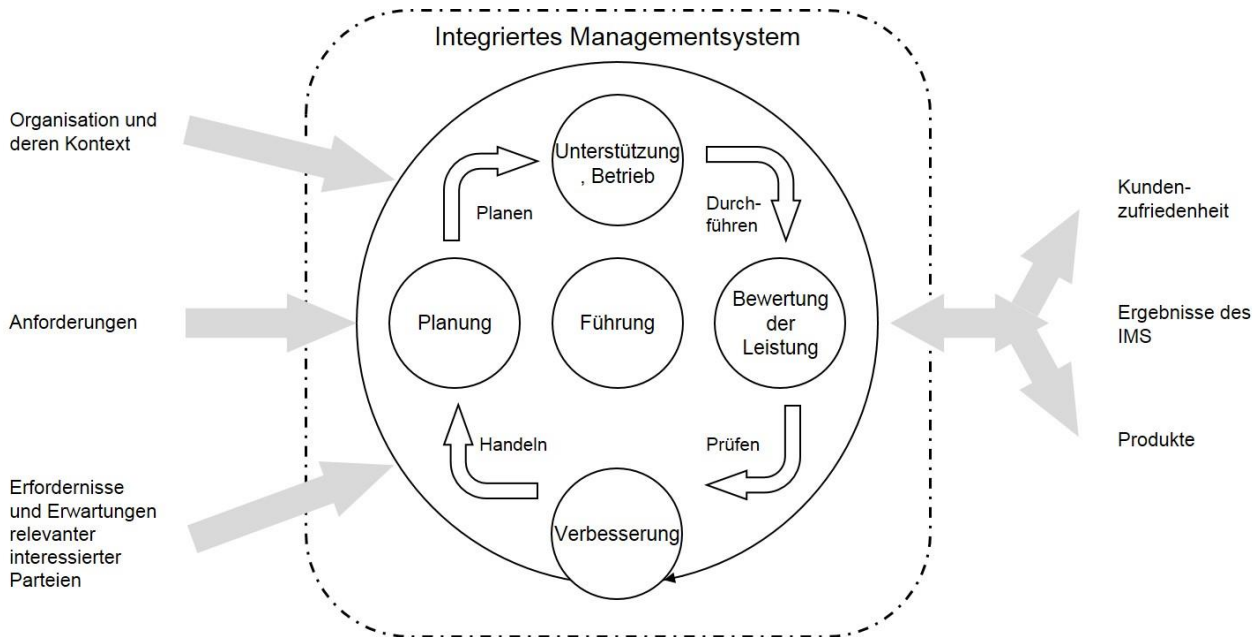 Integriertes Managementsystem
Organisation und
deren Kontext
Anforderungen
Erfordernisse
und Erwartungen
relevanter
interessierter
Parteien
Unterstützung
, Betrieb
Planen
Durch-
führen
Planung
Führung
Bewertung
der
Leistung
Handeln
Prüfen
Verbesserung
Kunden-
zufriedenheit
Ergebnisse des
IMS
Produkte